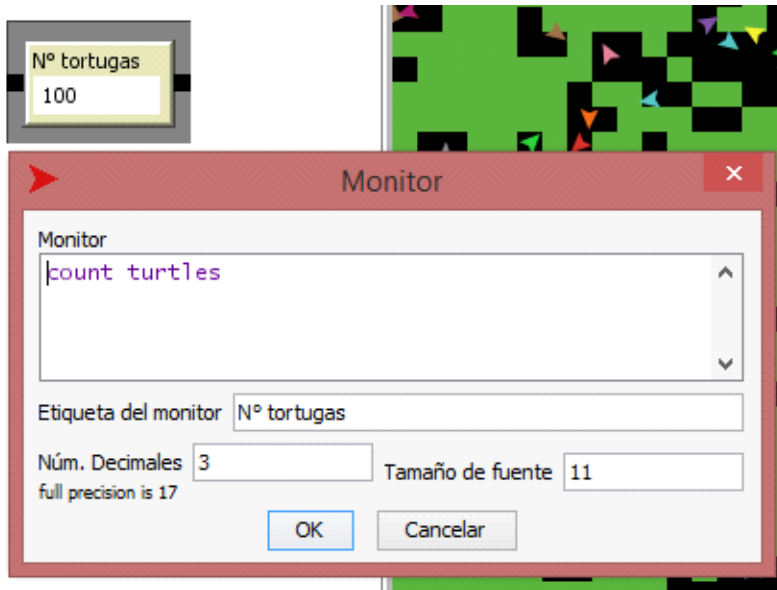 Nº tortugas
100
Monitor
Monitor
count turtles
Etiqueta del monitor Nº tortugas
Núm. Decimales 3 Tamaño de fuente 11
full precision is 17
OK Cancelar